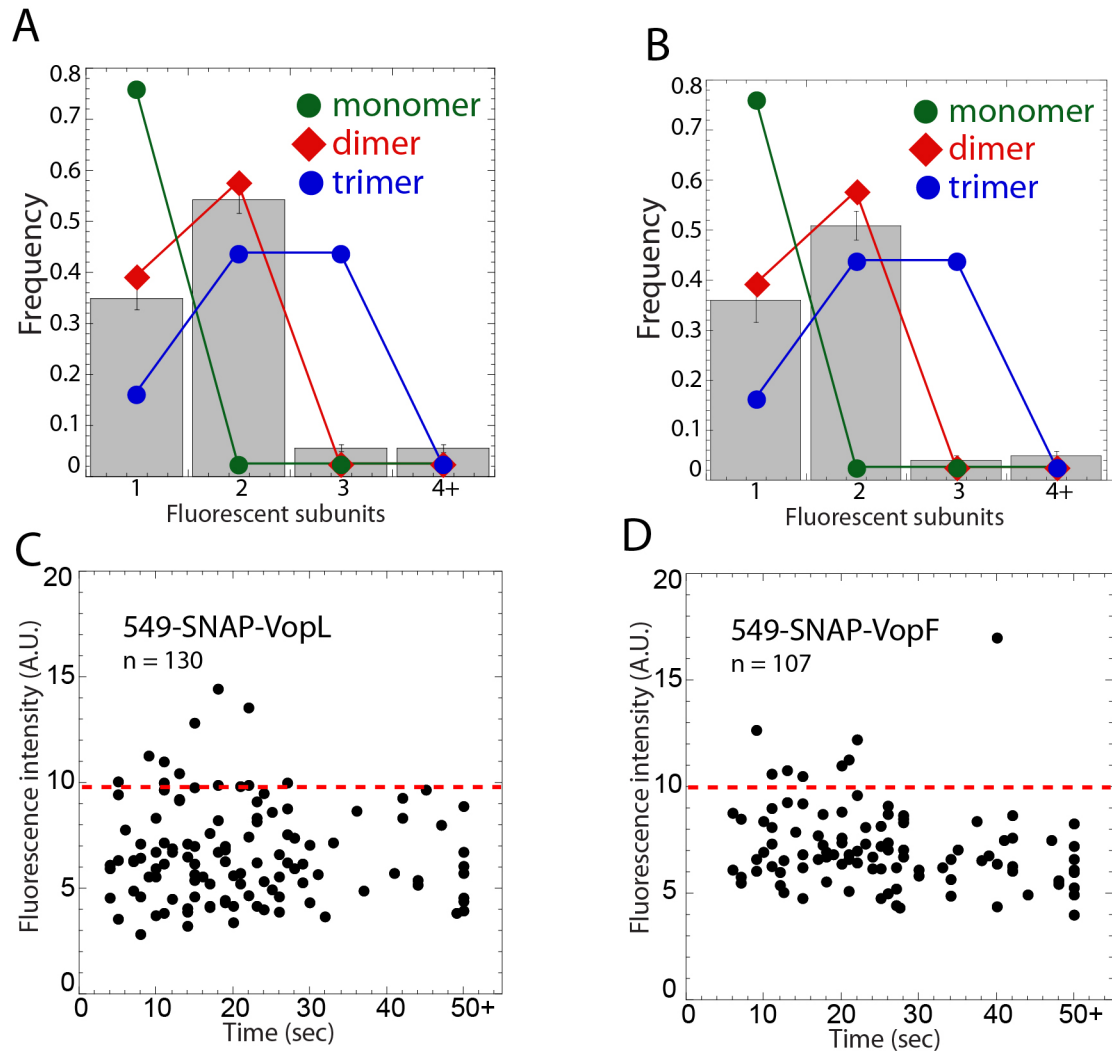 A
Frequency
0.8
0.7
0.6
0.5
0.4
0.3
0.2
0.1
0
monomer
dimer
trimer
1 2 3 4+
Fluorescent subunits
B
Frequency
0.8
0.7
0.6
0.5
0.4
0.3
0.2
0.1
0
monomer
dimer
trimer
1 2 3 4+
Fluorescent subunits
C
Fluorescence intensity (A.U.)
20
15
10
5
0
549-SNAP-VopL
n = 130
0 10 20 30 40 50+
Time (sec)
D
Fluorescence intensity (A.U.)
20
15
10
5
0
549-SNAP-VopF
n = 107
0 10 20 30 40 50+
Time (sec)